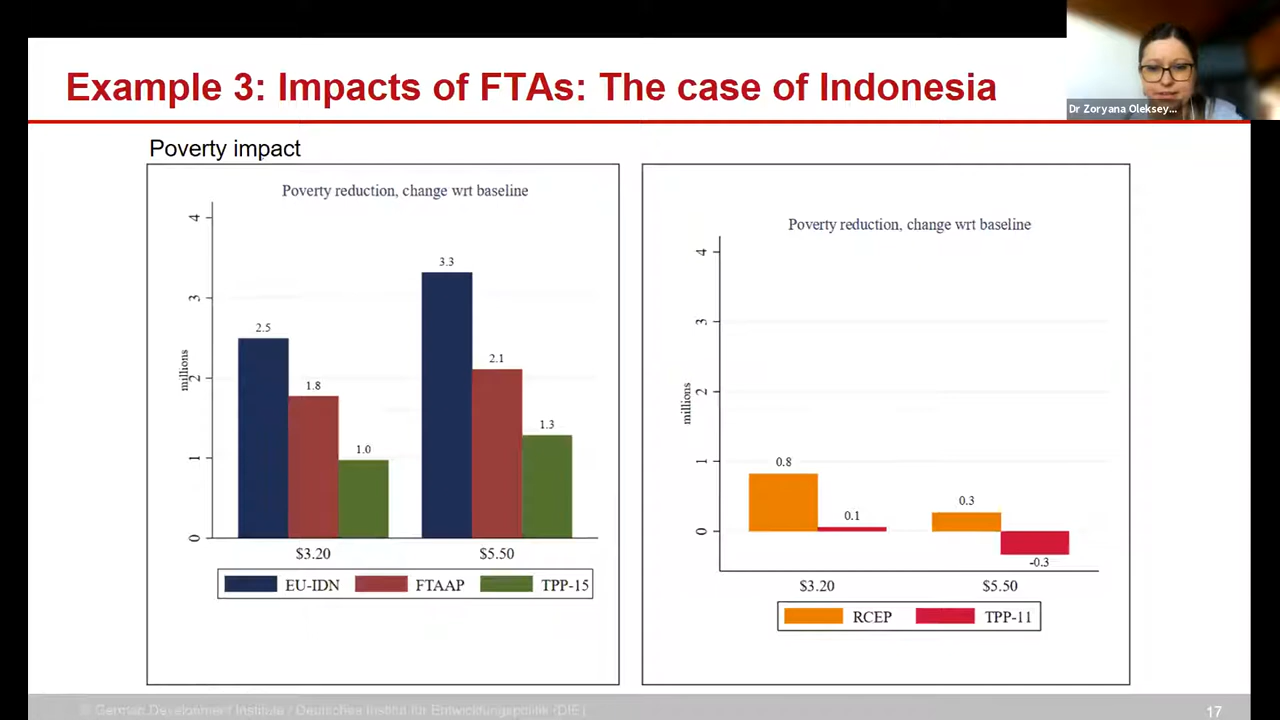 Example 3: Impacts of FTAs: The case of Indonesia
Dr Zoryana Oleksey...
Poverty impact
Poverty reduction, change wrt baseline
millions
4
3
2
1
0
2.5
1.8
1.0
3.3
2.1
1.3
$3.20
$5.50
EU-IDN
FTAAP
TPP-15
Poverty reduction, change wrt baseline
millions
4
3
2
1
0
0.8
0.1
0.3
-0.3
$3.20
$5.50
RCEP
TPP-11
© German Development Institute / Deutsches Institut für Entwicklungspolitik (DIE)
17